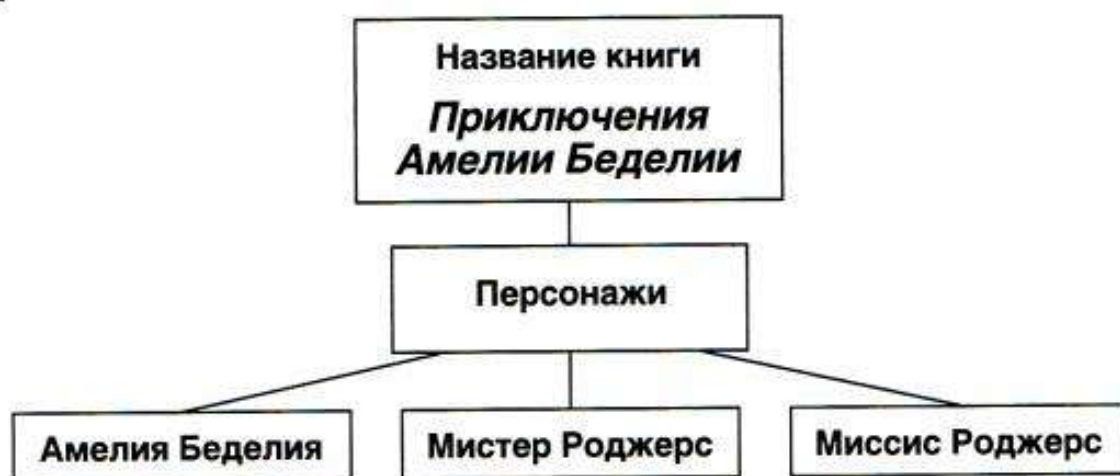 Название книги
Приключения
Амелии Беделии
Персонажи
Амелия Беделия
Мистер Роджерс
Миссис Роджерс